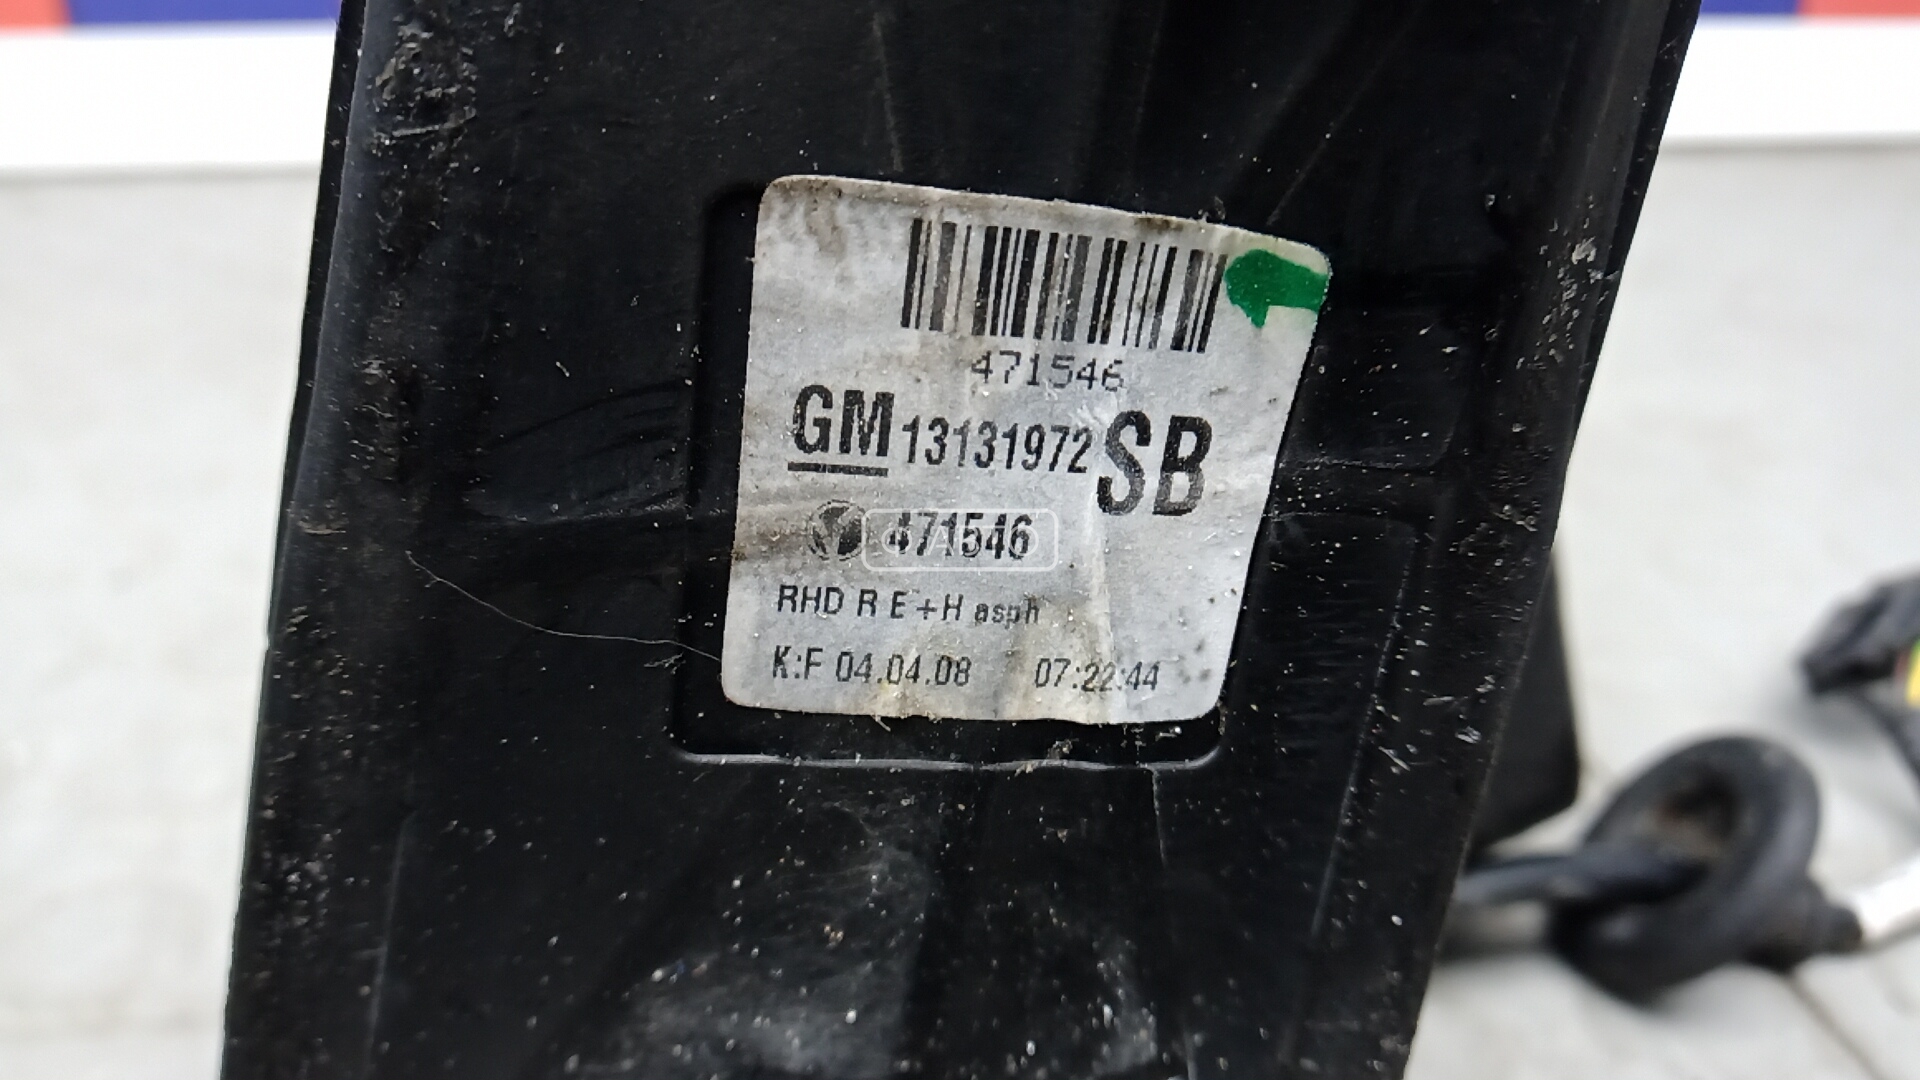 471546
GM 13131972 SB
471546
RHD R E+H asph
K:F 04.04.08 07:22:44